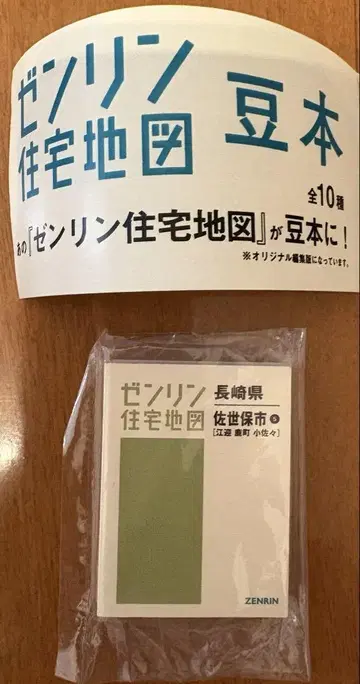 ゼンリン
住宅地図
豆本
全10種
あの『ゼンリン住宅地図』が豆本に!
※オリジナル編集版になっています。
ゼンリン
住宅地図
長崎県
佐世保市
[江迎 鹿町 小佐々]
ZENRIN